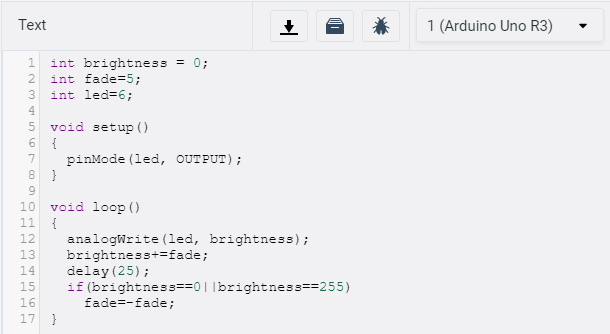 Text
1 (Arduino Uno R3)
1 int brightness = 0;
2 int fade=5;
3 int led=6;
4
5 void setup()
6 {
7   pinMode(led, OUTPUT);
8 }
9
10 void loop()
11 {
12   analogWrite(led, brightness);
13   brightness+=fade;
14   delay(25);
15   if(brightness==0||brightness==255)
16     fade=-fade;
17 }